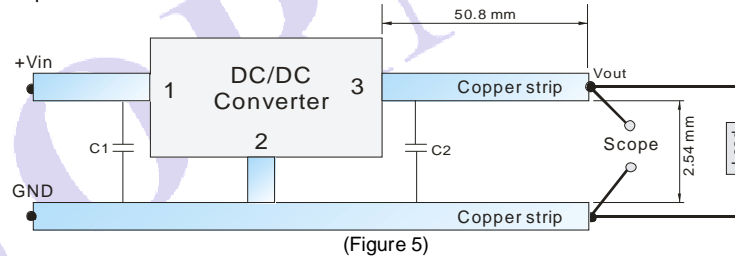 50.8 mm
+Vin
Vout
DC/DC
Converter
1
3
2
Copper strip
C1
C2
Scope
2.54 mm
GND
Copper strip
(Figure 5)